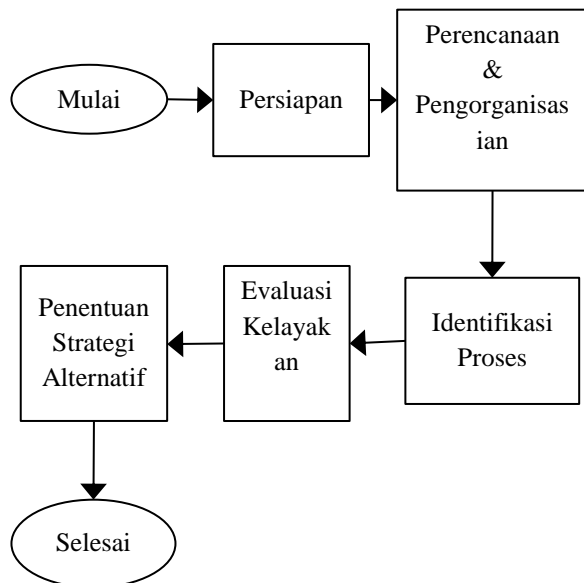 Mulai
Persiapan
Perencanaan
&
Pengorganisas
ian
Identifikasi
Proses
Evaluasi
Kelayak
an
Penentuan
Strategi
Alternatif
Selesai